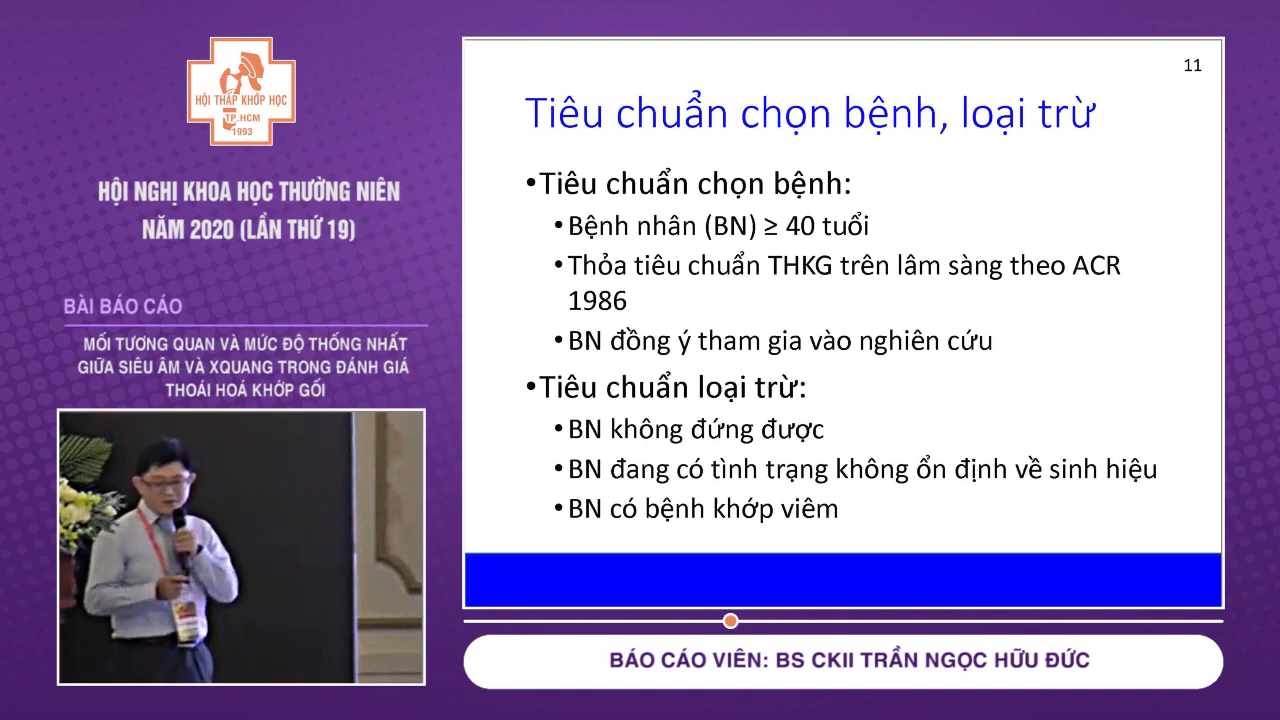 HỘI THẤP KHỚP HỌC
TP.HCM
1993
HỘI NGHỊ KHOA HỌC THƯỜNG NIÊN
NĂM 2020 (LẦN THỨ 19)
BÀI BÁO CÁO
MỐI TƯƠNG QUAN VÀ MỨC ĐỘ THỐNG NHẤT
GIỮA SIÊU ÂM VÀ XQUANG TRONG ĐÁNH GIÁ
THOÁI HOÁ KHỚP GỐI
11
Tiêu chuẩn chọn bệnh, loại trừ
•Tiêu chuẩn chọn bệnh:
•Bệnh nhân (BN) ≥ 40 tuổi
•Thỏa tiêu chuẩn THKG trên lâm sàng theo ACR
1986
•BN đồng ý tham gia vào nghiên cứu
•Tiêu chuẩn loại trừ:
•BN không đứng được
•BN đang có tình trạng không ổn định về sinh hiệu
•BN có bệnh khớp viêm
BÁO CÁO VIÊN: BS CKII TRẦN NGỌC HỮU ĐỨC